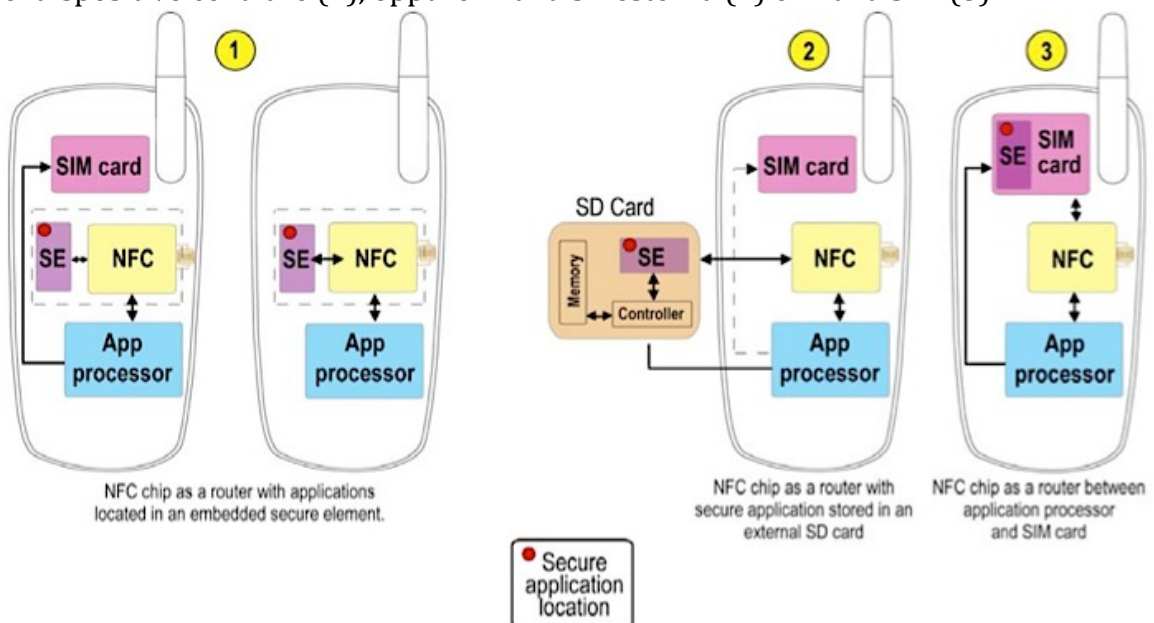 1
SIM card
SE
NFC
App
processor
SE
NFC
App
processor
NFC chip as a router with applications
located in an embedded secure element.
2
SIM card
SD Card
Memory
SE
Controller
NFC
App
processor
NFC chip as a router with
secure application stored in an
external SD card
3
SE
SIM
card
NFC
App
processor
NFC chip as a router between
application processor
and SIM card
Secure
application
location